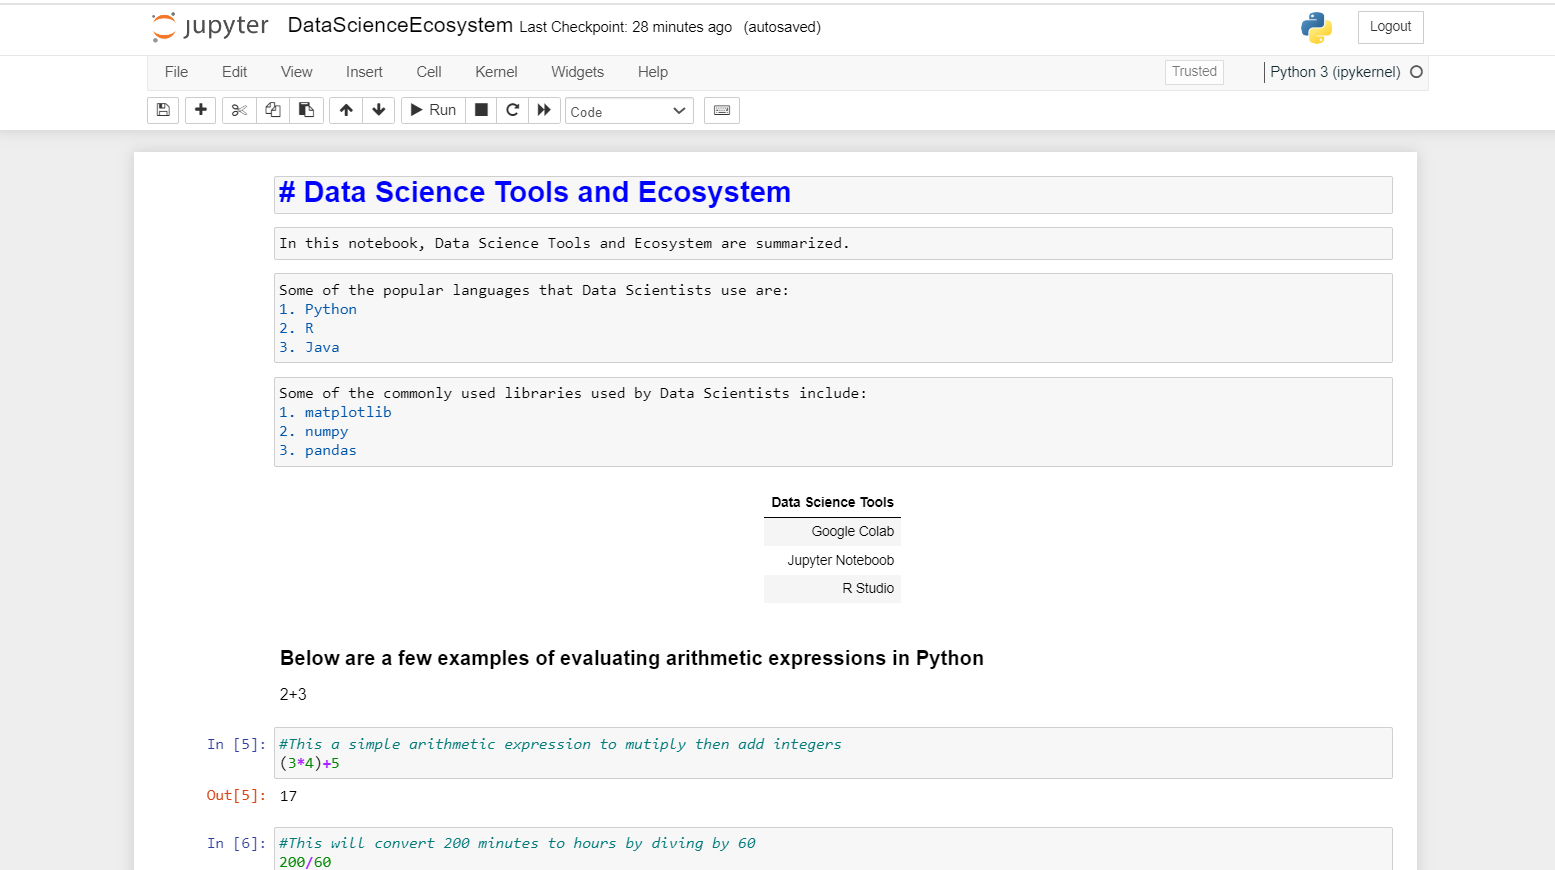 jupyter DataScienceEcosystem Last Checkpoint: 28 minutes ago (autosaved) Logout
File Edit View Insert Cell Kernel Widgets Help Trusted Python 3 (ipykernel)
Run Code
# Data Science Tools and Ecosystem
In this notebook, Data Science Tools and Ecosystem are summarized.
Some of the popular languages that Data Scientists use are:
1. Python
2. R
3. Java
Some of the commonly used libraries used by Data Scientists include:
1. matplotlib
2. numpy
3. pandas
Data Science Tools
Google Colab
Jupyter Noteboob
R Studio
Below are a few examples of evaluating arithmetic expressions in Python
2+3
In [5]: #This a simple arithmetic expression to mutiply then add integers
(3*4)+5
Out[5]: 17
In [6]: #This will convert 200 minutes to hours by diving by 60
200/60